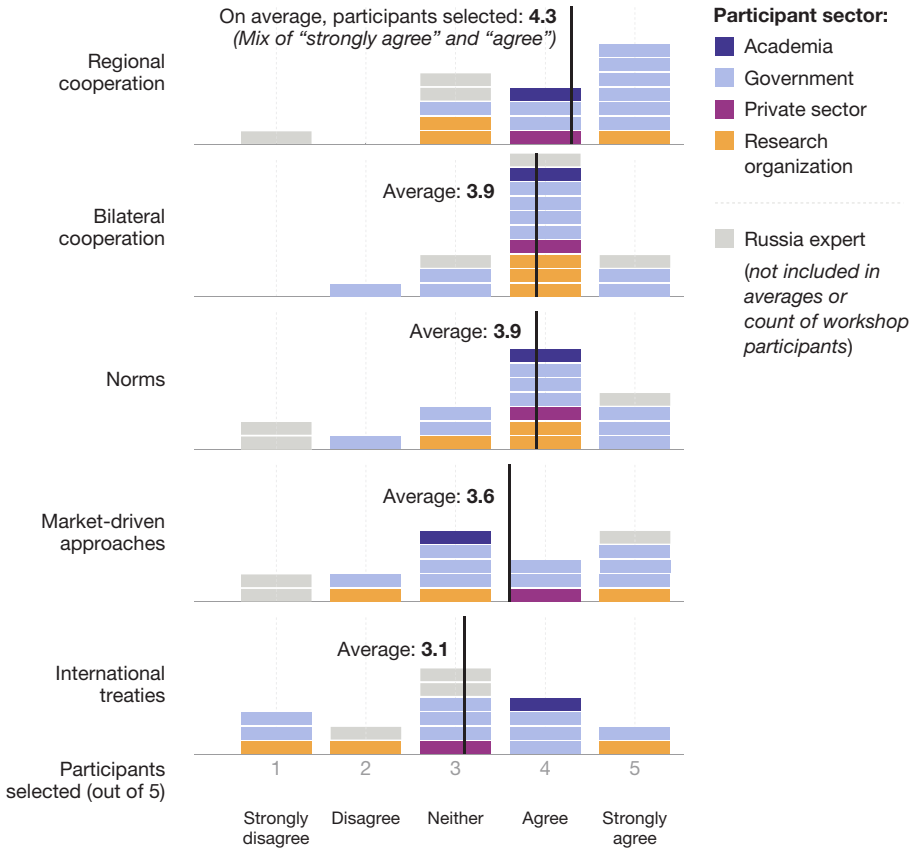 On average, participants selected: 4.3
(Mix of “strongly agree” and “agree”)
Participant sector:
Academia
Government
Private sector
Research
organization
Russia expert
(not included in
averages or
count of workshop
participants)
Regional
cooperation
Average: 3.9
Bilateral
cooperation
Average: 3.9
Norms
Average: 3.6
Market-driven
approaches
Average: 3.1
International
treaties
Participants
selected (out of 5)
1 2 3 4 5
Strongly
disagree
Disagree
Neither
Agree
Strongly
agree